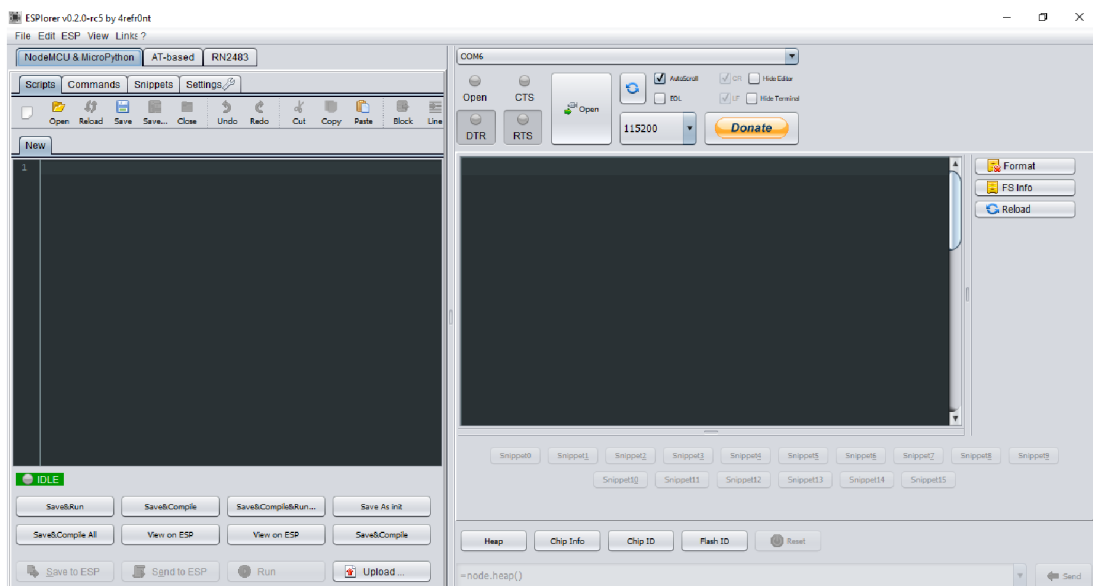 ESPlorer v0.2.0-rc5 by 4refr0nt
File Edit ESP View Links ?
NodeMCU & MicroPython AT-based RN2483
Scripts Commands Snippets Settings
Open Reload Save Save... Close Undo Redo Cut Copy Paste Block Line
New
1
IDLE
Save&Run Save&Compile Save&Compile&Run... Save As init
Save&Compile All View on ESP View on ESP Save&Compile
Save to ESP Send to ESP Run Upload ...
COM6
Open CTS Open AutoScroll CR Hide Editor
EOL LF Hide Terminal
DTR RTS 115200 Donate
Format
FS Info
Reload
Snippet0 Snippet1 Snippet2 Snippet3 Snippet4 Snippet5 Snippet6 Snippet7 Snippet8 Snippet9
Snippet10 Snippet11 Snippet12 Snippet13 Snippet14 Snippet15
Heap Chip Info Chip ID Flash ID Reset
=node.heap() Send